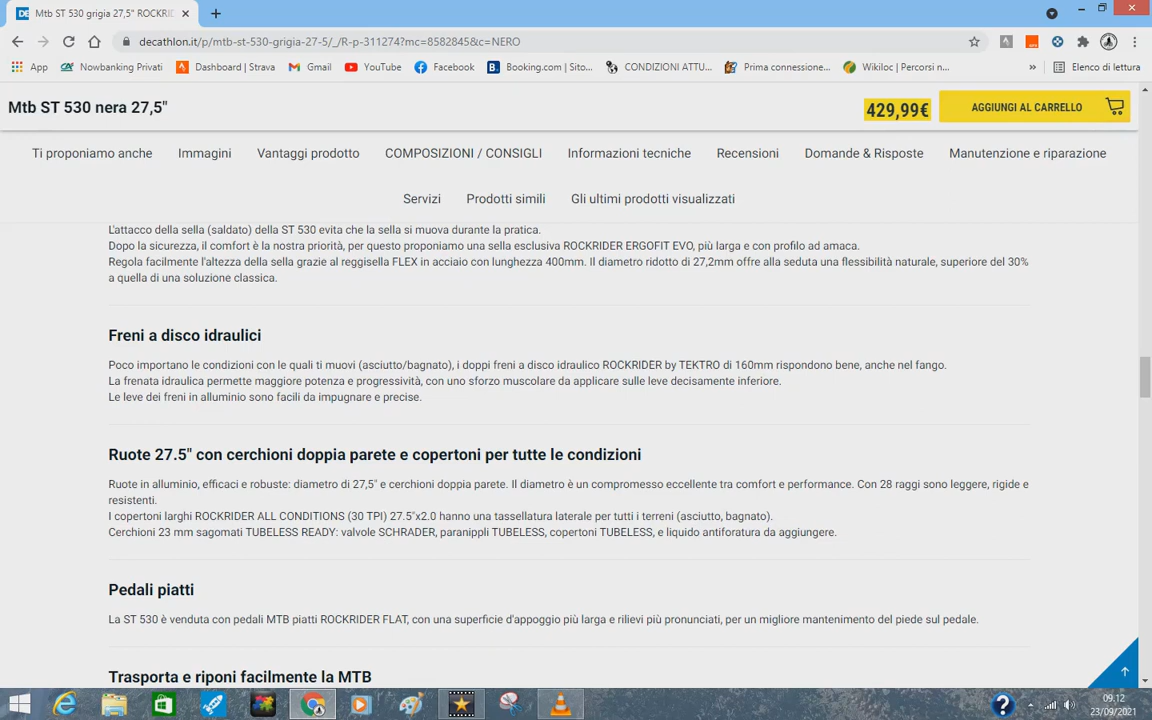 Mtb ST 530 grigia 27,5" ROCKRID
decathlon.it/p/mtb-st-530-grigia-27-5/_/R-p-311274?mc=8582845&c=NERO
App Nowbanking Privati Dashboard | Strava Gmail YouTube Facebook Booking.com | Sito... CONDIZIONI ATTU... Prima connessione... Wikiloc | Percorsi n... » Elenco di lettura
Mtb ST 530 nera 27,5"
429,99€ AGGIUNGI AL CARRELLO
Ti proponiamo anche Immagini Vantaggi prodotto COMPOSIZIONI / CONSIGLI Informazioni tecniche Recensioni Domande & Risposte Manutenzione e riparazione
Servizi Prodotti simili Gli ultimi prodotti visualizzati
L'attacco della sella (saldato) della ST 530 evita che la sella si muova durante la pratica.
Dopo la sicurezza, il comfort è la nostra priorità, per questo proponiamo una sella esclusiva ROCKRIDER ERGOFIT EVO, più larga e con profilo ad amaca.
Regola facilmente l'altezza della sella grazie al reggisella FLEX in acciaio con lunghezza 400mm. Il diametro ridotto di 27,2mm offre alla seduta una flessibilità naturale, superiore del 30%
a quella di una soluzione classica.
Freni a disco idraulici
Poco importano le condizioni con le quali ti muovi (asciutto/bagnato), i doppi freni a disco idraulico ROCKRIDER by TEKTRO di 160mm rispondono bene, anche nel fango.
La frenata idraulica permette maggiore potenza e progressività, con uno sforzo muscolare da applicare sulle leve decisamente inferiore.
Le leve dei freni in alluminio sono facili da impugnare e precise.
Ruote 27.5" con cerchioni doppia parete e copertoni per tutte le condizioni
Ruote in alluminio, efficaci e robuste: diametro di 27,5" e cerchioni doppia parete. Il diametro è un compromesso eccellente tra comfort e performance. Con 28 raggi sono leggere, rigide e
resistenti.
I copertoni larghi ROCKRIDER ALL CONDITIONS (30 TPI) 27.5"x2.0 hanno una tassellatura laterale per tutti i terreni (asciutto, bagnato).
Cerchioni 23 mm sagomati TUBELESS READY: valvole SCHRADER, paranippli TUBELESS, copertoni TUBELESS, e liquido antiforatura da aggiungere.
Pedali piatti
La ST 530 è venduta con pedali MTB piatti ROCKRIDER FLAT, con una superficie d'appoggio più larga e rilievi più pronunciati, per un migliore mantenimento del piede sul pedale.
Trasporta e riponi facilmente la MTB
09.12
23/09/2021